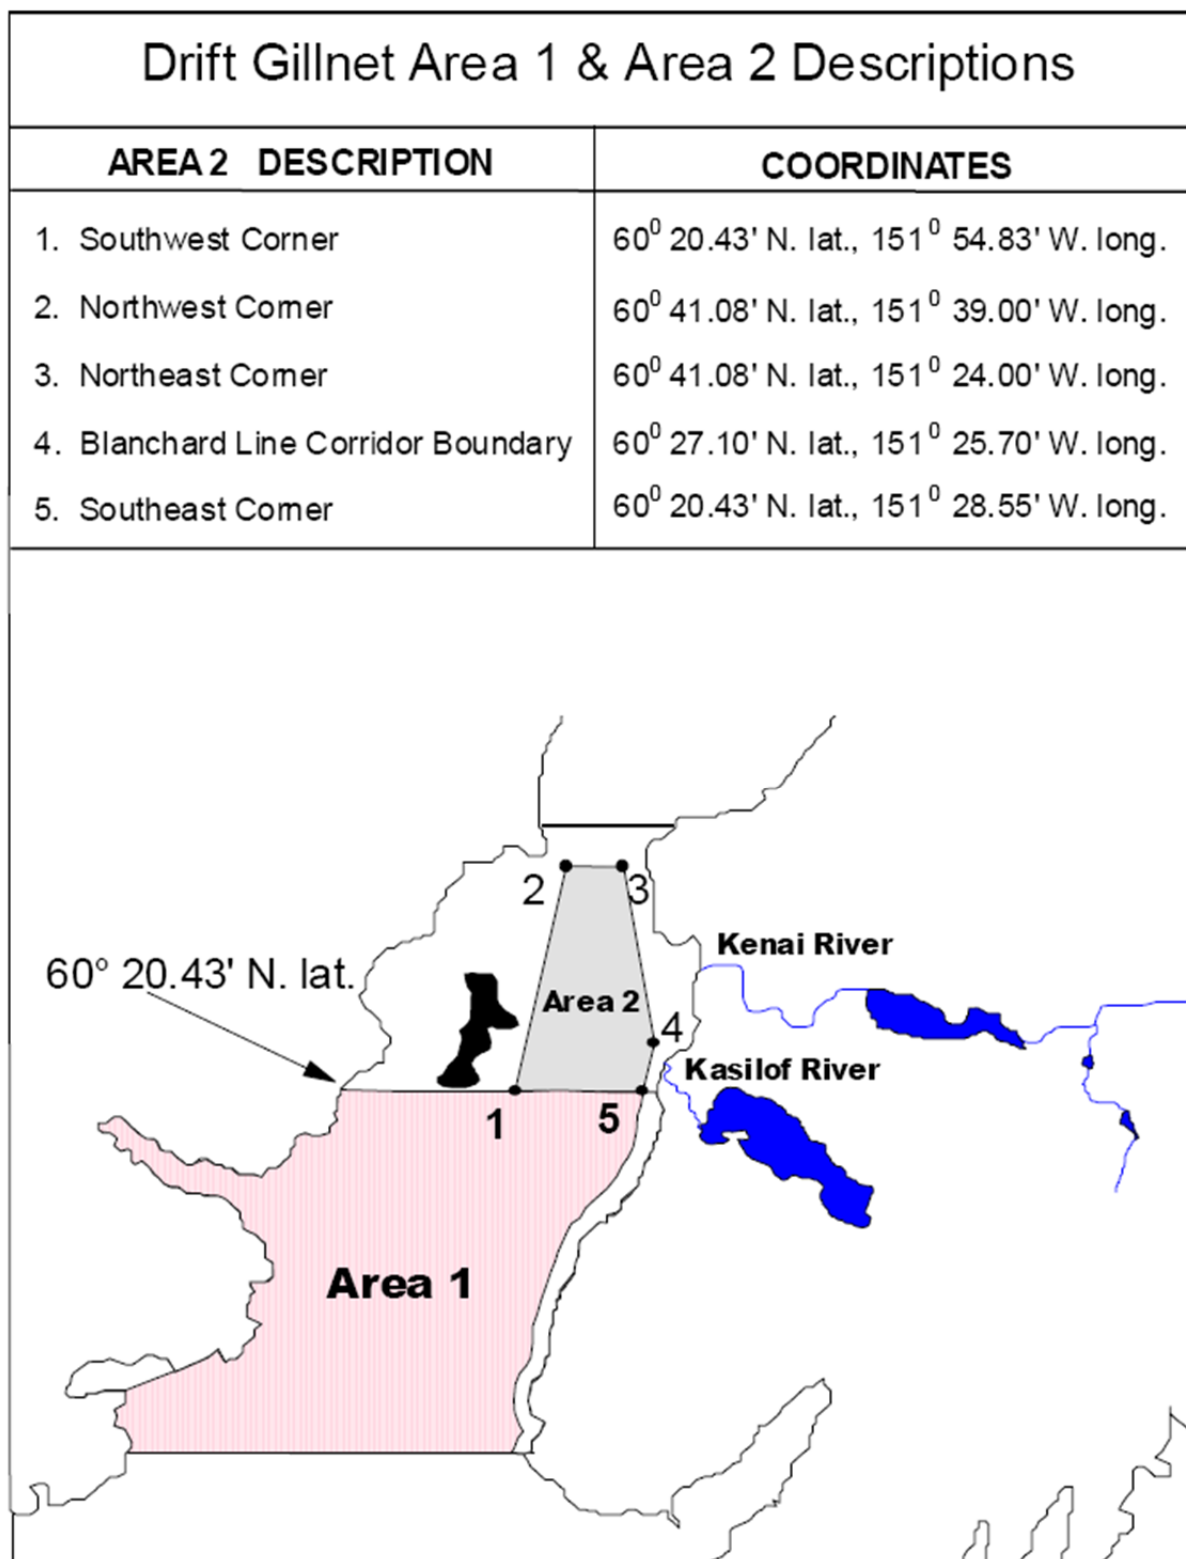 Drift Gillnet Area 1 & Area 2 Descriptions
AREA 2 DESCRIPTION COORDINATES
1. Southwest Corner 60⁰ 20.43' N. lat., 151⁰ 54.83' W. long.
2. Northwest Corner 60⁰ 41.08' N. lat., 151⁰ 39.00' W. long.
3. Northeast Corner 60⁰ 41.08' N. lat., 151⁰ 24.00' W. long.
4. Blanchard Line Corridor Boundary 60⁰ 27.10' N. lat., 151⁰ 25.70' W. long.
5. Southeast Corner 60⁰ 20.43' N. lat., 151⁰ 28.55' W. long.
2 3
Kenai River
60° 20.43' N. lat.
Area 2
4
Kasilof River
1 5
Area 1